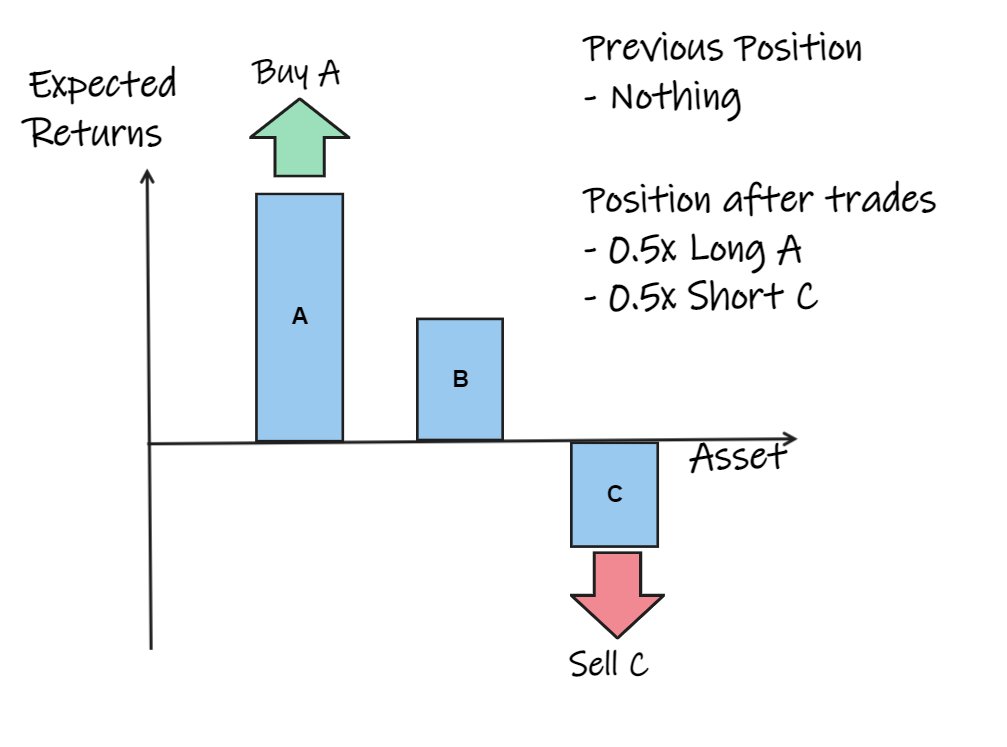 Expected
Returns
Buy A
A
B
C
Asset
Sell C
Previous Position
- Nothing
Position after trades
- 0.5x Long A
- 0.5x Short C